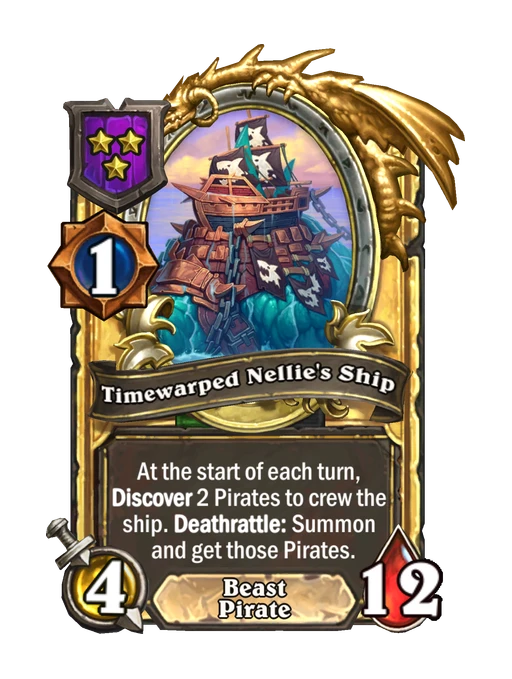 1
Timewarped Nellie's Ship
At the start of each turn,
Discover 2 Pirates to crew the
ship. Deathrattle: Summon
and get those Pirates.
4
Beast
Pirate
12